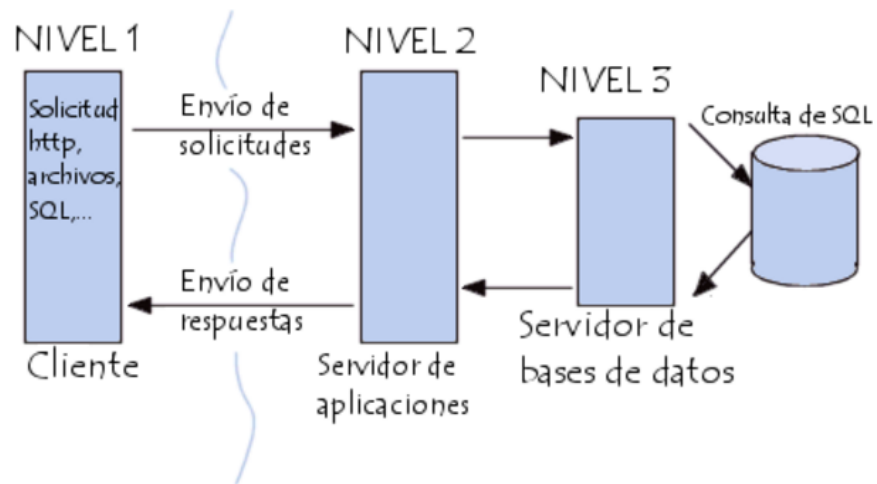 NIVEL 1
NIVEL 2
NIVEL 3
Solicitud
http,
archivos,
SQL,...
Envío de
solicitudes
Consulta de SQL
Envío de
respuestas
Cliente
Servidor de
aplicaciones
Servidor de
bases de datos